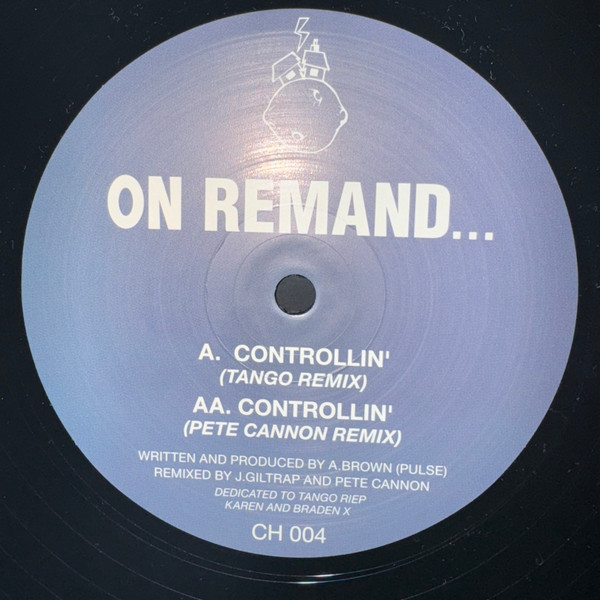 ON REMAND...
A. CONTROLLIN'
(TANGO REMIX)
AA. CONTROLLIN'
(PETE CANNON REMIX)
WRITTEN AND PRODUCED BY A.BROWN (PULSE)
REMIXED BY J.GILTRAP AND PETE CANNON
DEDICATED TO TANGO RIEP
KAREN AND BRADEN X
CH 004